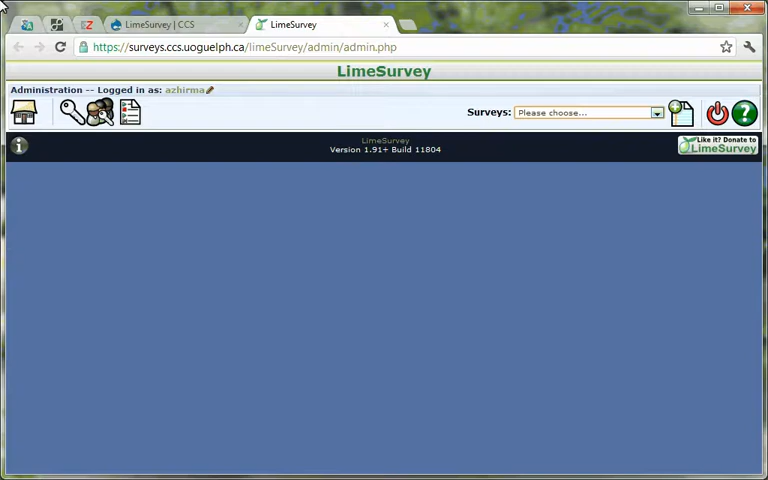 LimeSurvey | CCS
LimeSurvey
https://surveys.ccs.uoguelph.ca/limeSurvey/admin/admin.php
LimeSurvey
Administration -- Logged in as: azhirma
Surveys: Please choose...
LimeSurvey
Version 1.91+ Build 11804
Like it? Donate to
LimeSurvey